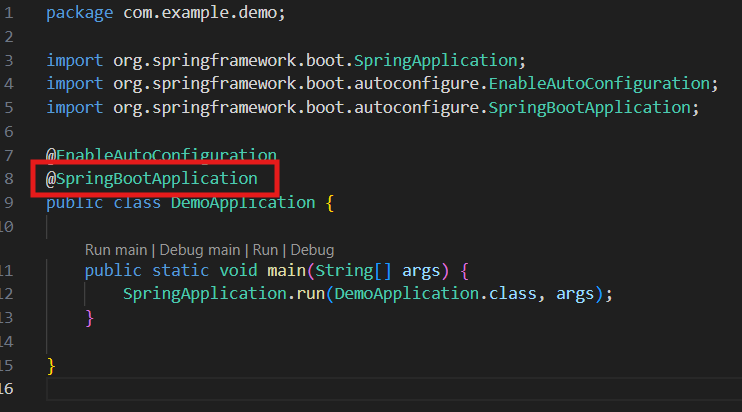 1 package com.example.demo;
2
3 import org.springframework.boot.SpringApplication;
4 import org.springframework.boot.autoconfigure.EnableAutoConfiguration;
5 import org.springframework.boot.autoconfigure.SpringBootApplication;
6
7 @EnableAutoConfiguration
8 @SpringBootApplication
9 public class DemoApplication {
10
Run main | Debug main | Run | Debug
11 public static void main(String[] args) {
12 SpringApplication.run(DemoApplication.class, args);
13 }
14
15 }
16